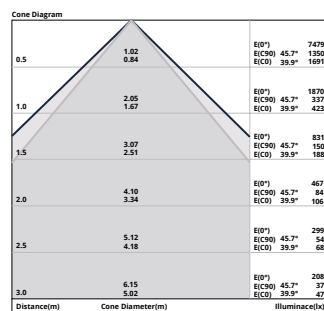 Cone Diagram
0.5
1.02
0.84
E(0°) 7479
E(C90) 45.7° 1350
E(C0) 39.9° 1691
1.0
2.05
1.67
E(0°) 1870
E(C90) 45.7° 337
E(C0) 39.9° 423
1.5
3.07
2.51
E(0°) 831
E(C90) 45.7° 150
E(C0) 39.9° 188
2.0
4.10
3.34
E(0°) 467
E(C90) 45.7° 84
E(C0) 39.9° 106
2.5
5.12
4.18
E(0°) 299
E(C90) 45.7° 54
E(C0) 39.9° 68
3.0
6.15
5.02
E(0°) 208
E(C90) 45.7° 37
E(C0) 39.9° 47
Distance(m) Cone Diameter(m) Illuminace(lx)